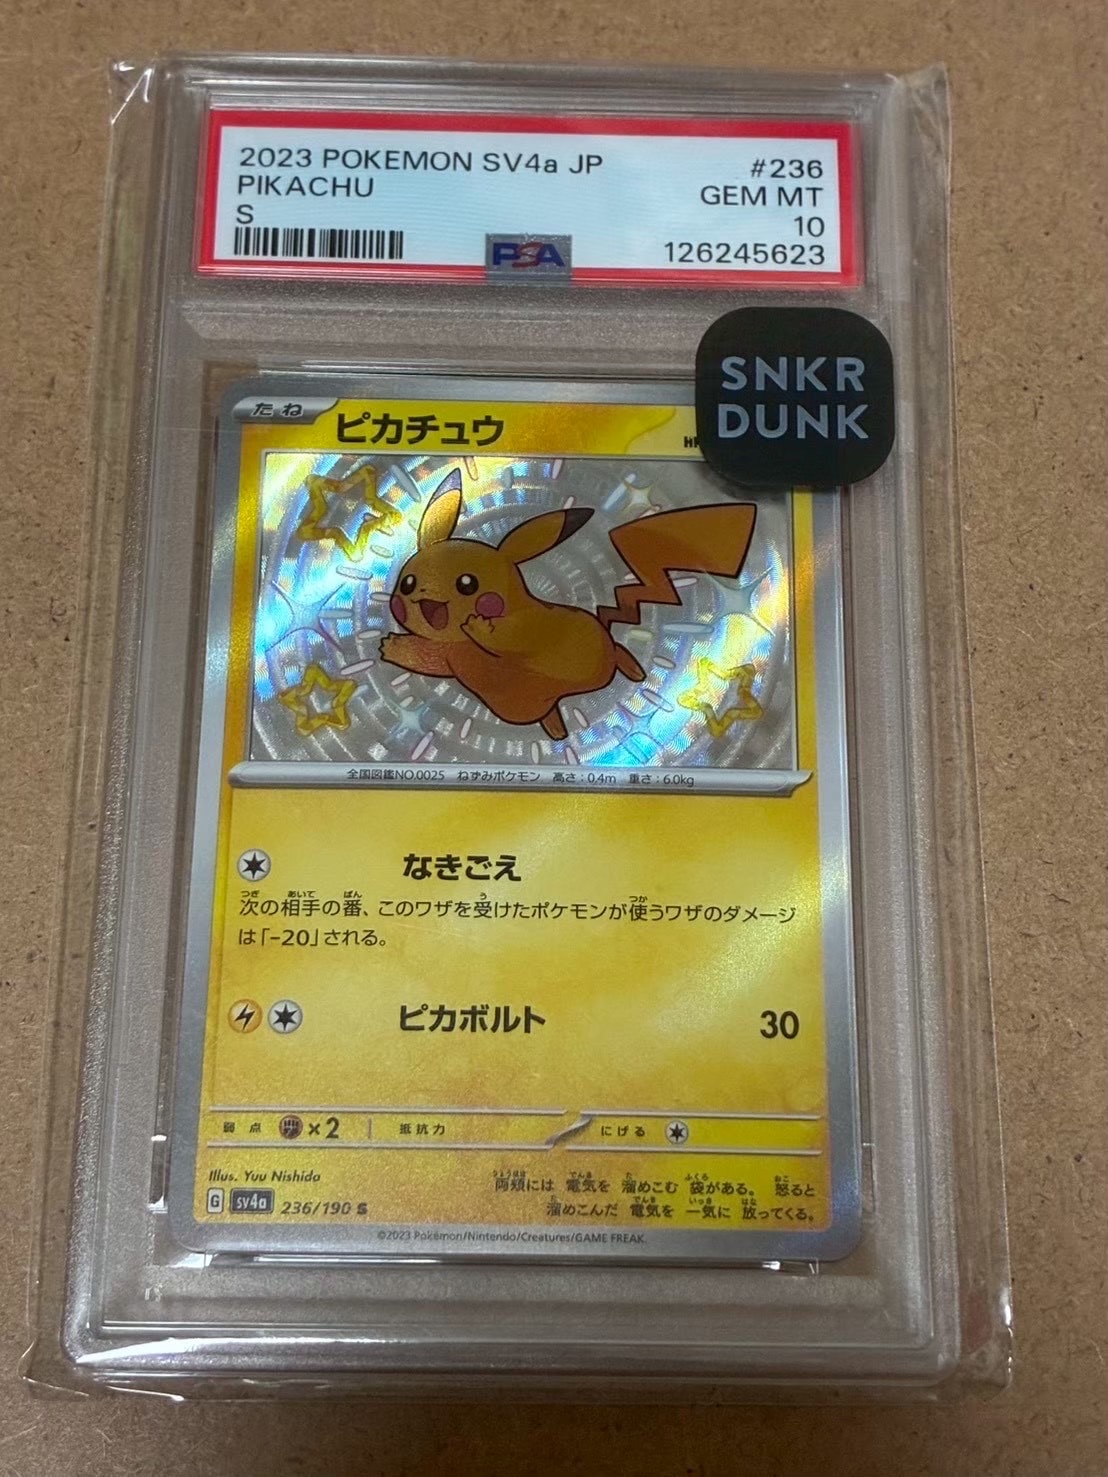 2023 POKEMON SV4a JP #236
PIKACHU GEM MT
S 10
PSA 126245623
SNKR
DUNK
たね ピカチュウ HP
全国図鑑NO.0025 ねずみポケモン 高さ:0.4m 重さ:6.0kg
なきごえ
次の相手の番、このワザを受けたポケモンが使うワザのダメージ
は「-20」される。
ピカボルト 30
弱点 ×2 抵抗力 にげる
Illus. Yuu Nishida
両頬には 電気を 溜めこむ 袋がある。 怒ると
G sv4a 236/190 S
溜めこんだ 電気を 一気に 放ってくる。
©2023 Pokémon/Nintendo/Creatures/GAME FREAK.